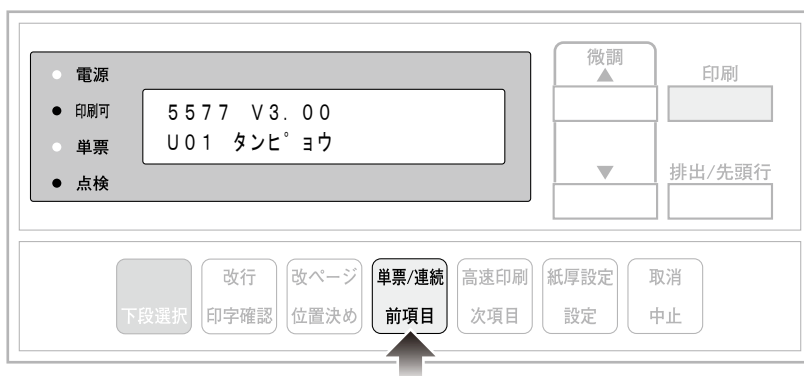 電源
印刷可
単票
点検
5577 V3.00
U01 タンピョウ
微調
▲
▼
印刷
排出/先頭行
下段選択
改行
印字確認
改ページ
位置決め
単票/連続
前項目
高速印刷
次項目
紙厚設定
設定
取消
中止